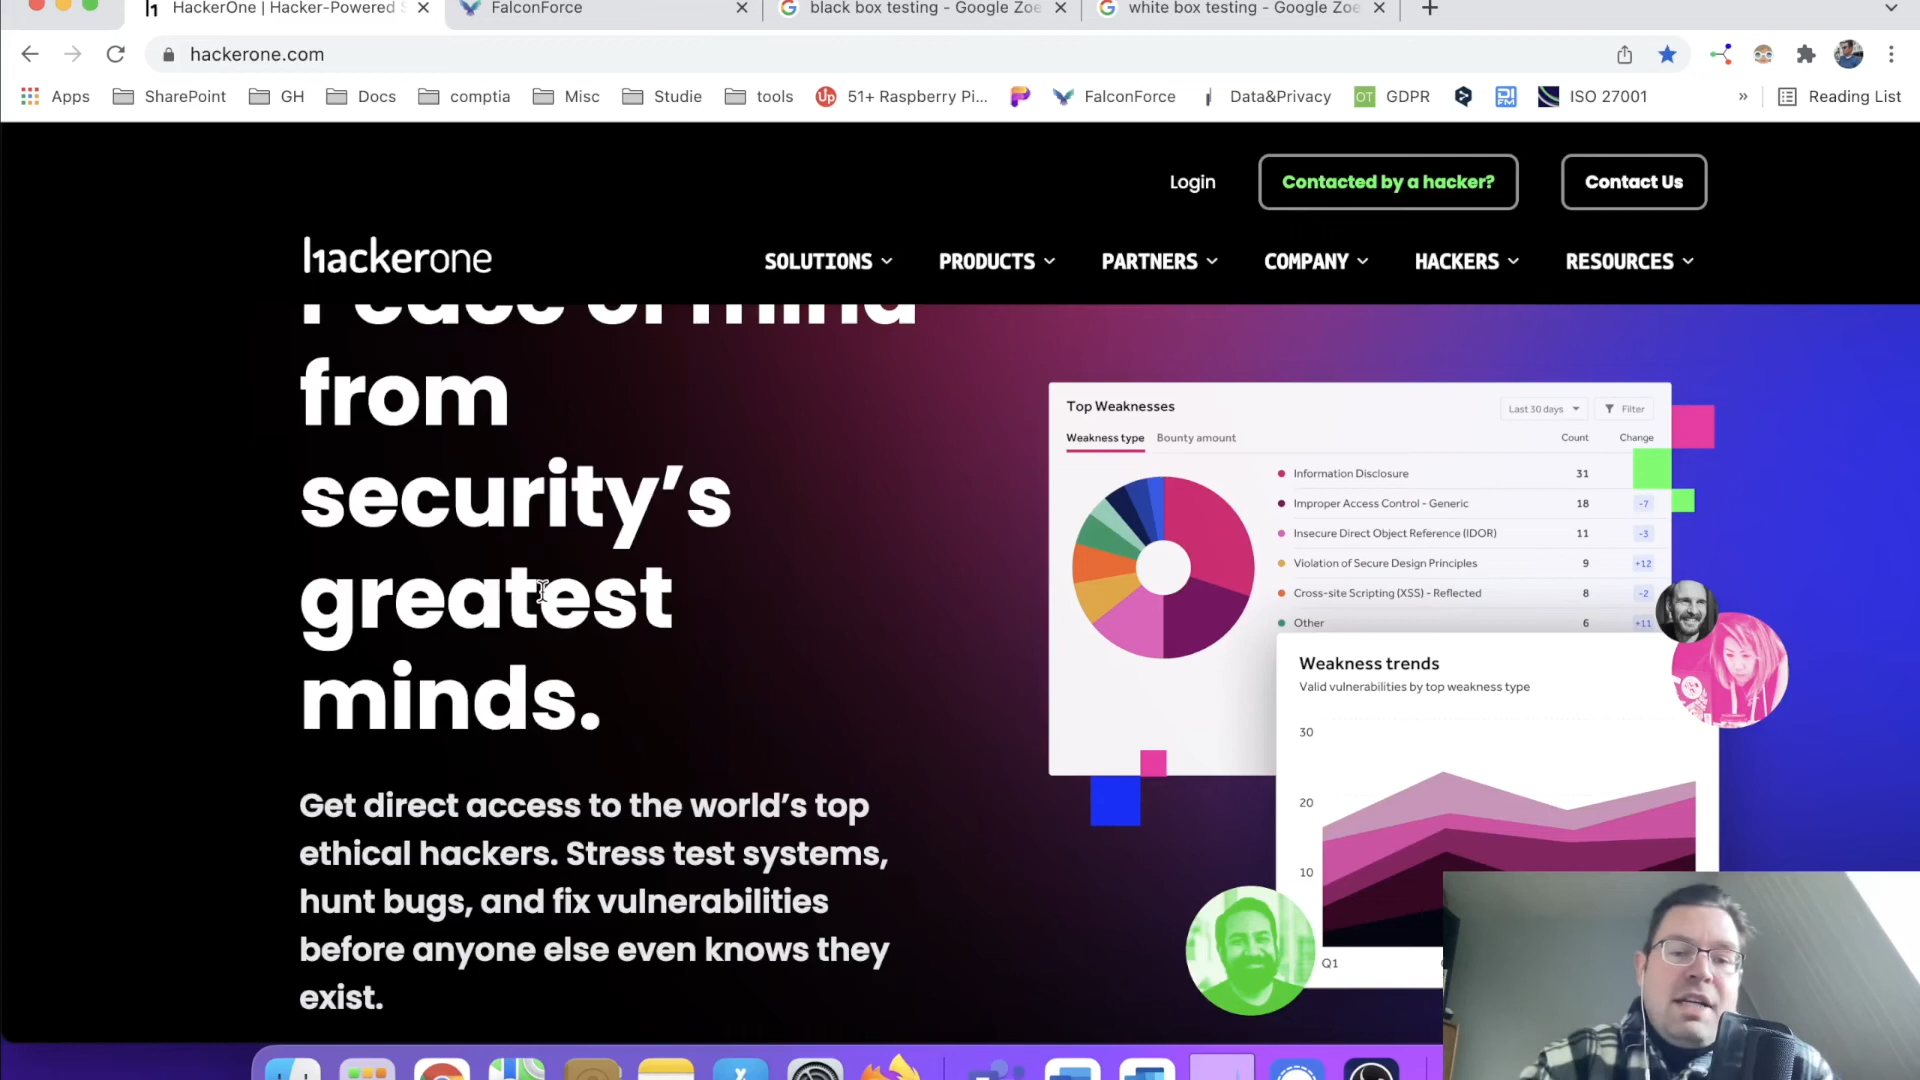 HackerOne | Hacker-Powered S
FalconForce
black box testing - Google Zoe
white box testing - Google Zoe
hackerone.com
Apps
SharePoint
GH
Docs
comptia
Misc
Studie
tools
51+ Raspberry Pi...
FalconForce
Data&Privacy
GDPR
ISO 27001
»
Reading List
Login
Contacted by a hacker?
Contact Us
hackerone
SOLUTIONS
PRODUCTS
PARTNERS
COMPANY
HACKERS
RESOURCES
Peace of mind
from
security’s
greatest
minds.
Get direct access to the world’s top
ethical hackers. Stress test systems,
hunt bugs, and fix vulnerabilities
before anyone else even knows they
exist.
Top Weaknesses
Last 30 days
Filter
Weakness type
Bounty amount
Count
Change
Information Disclosure 31
Improper Access Control - Generic 18 -7
Insecure Direct Object Reference (IDOR) 11 -3
Violation of Secure Design Principles 9 +12
Cross-site Scripting (XSS) - Reflected 8 -2
Other 6 +11
Weakness trends
Valid vulnerabilities by top weakness type
30
20
10
Q1